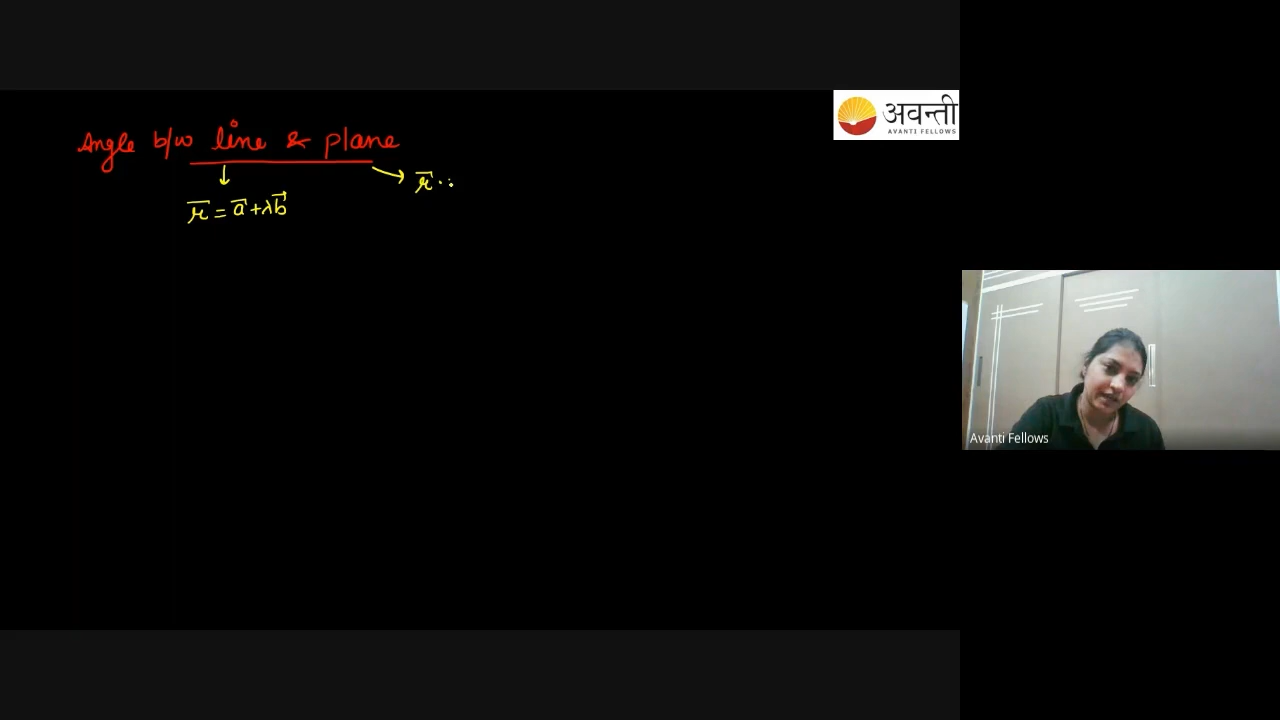 Angle b/w line & plane
r⃗ ·
r⃗ = a⃗ + λb⃗
अवन्ती
AVANTI FELLOWS
Avanti Fellows